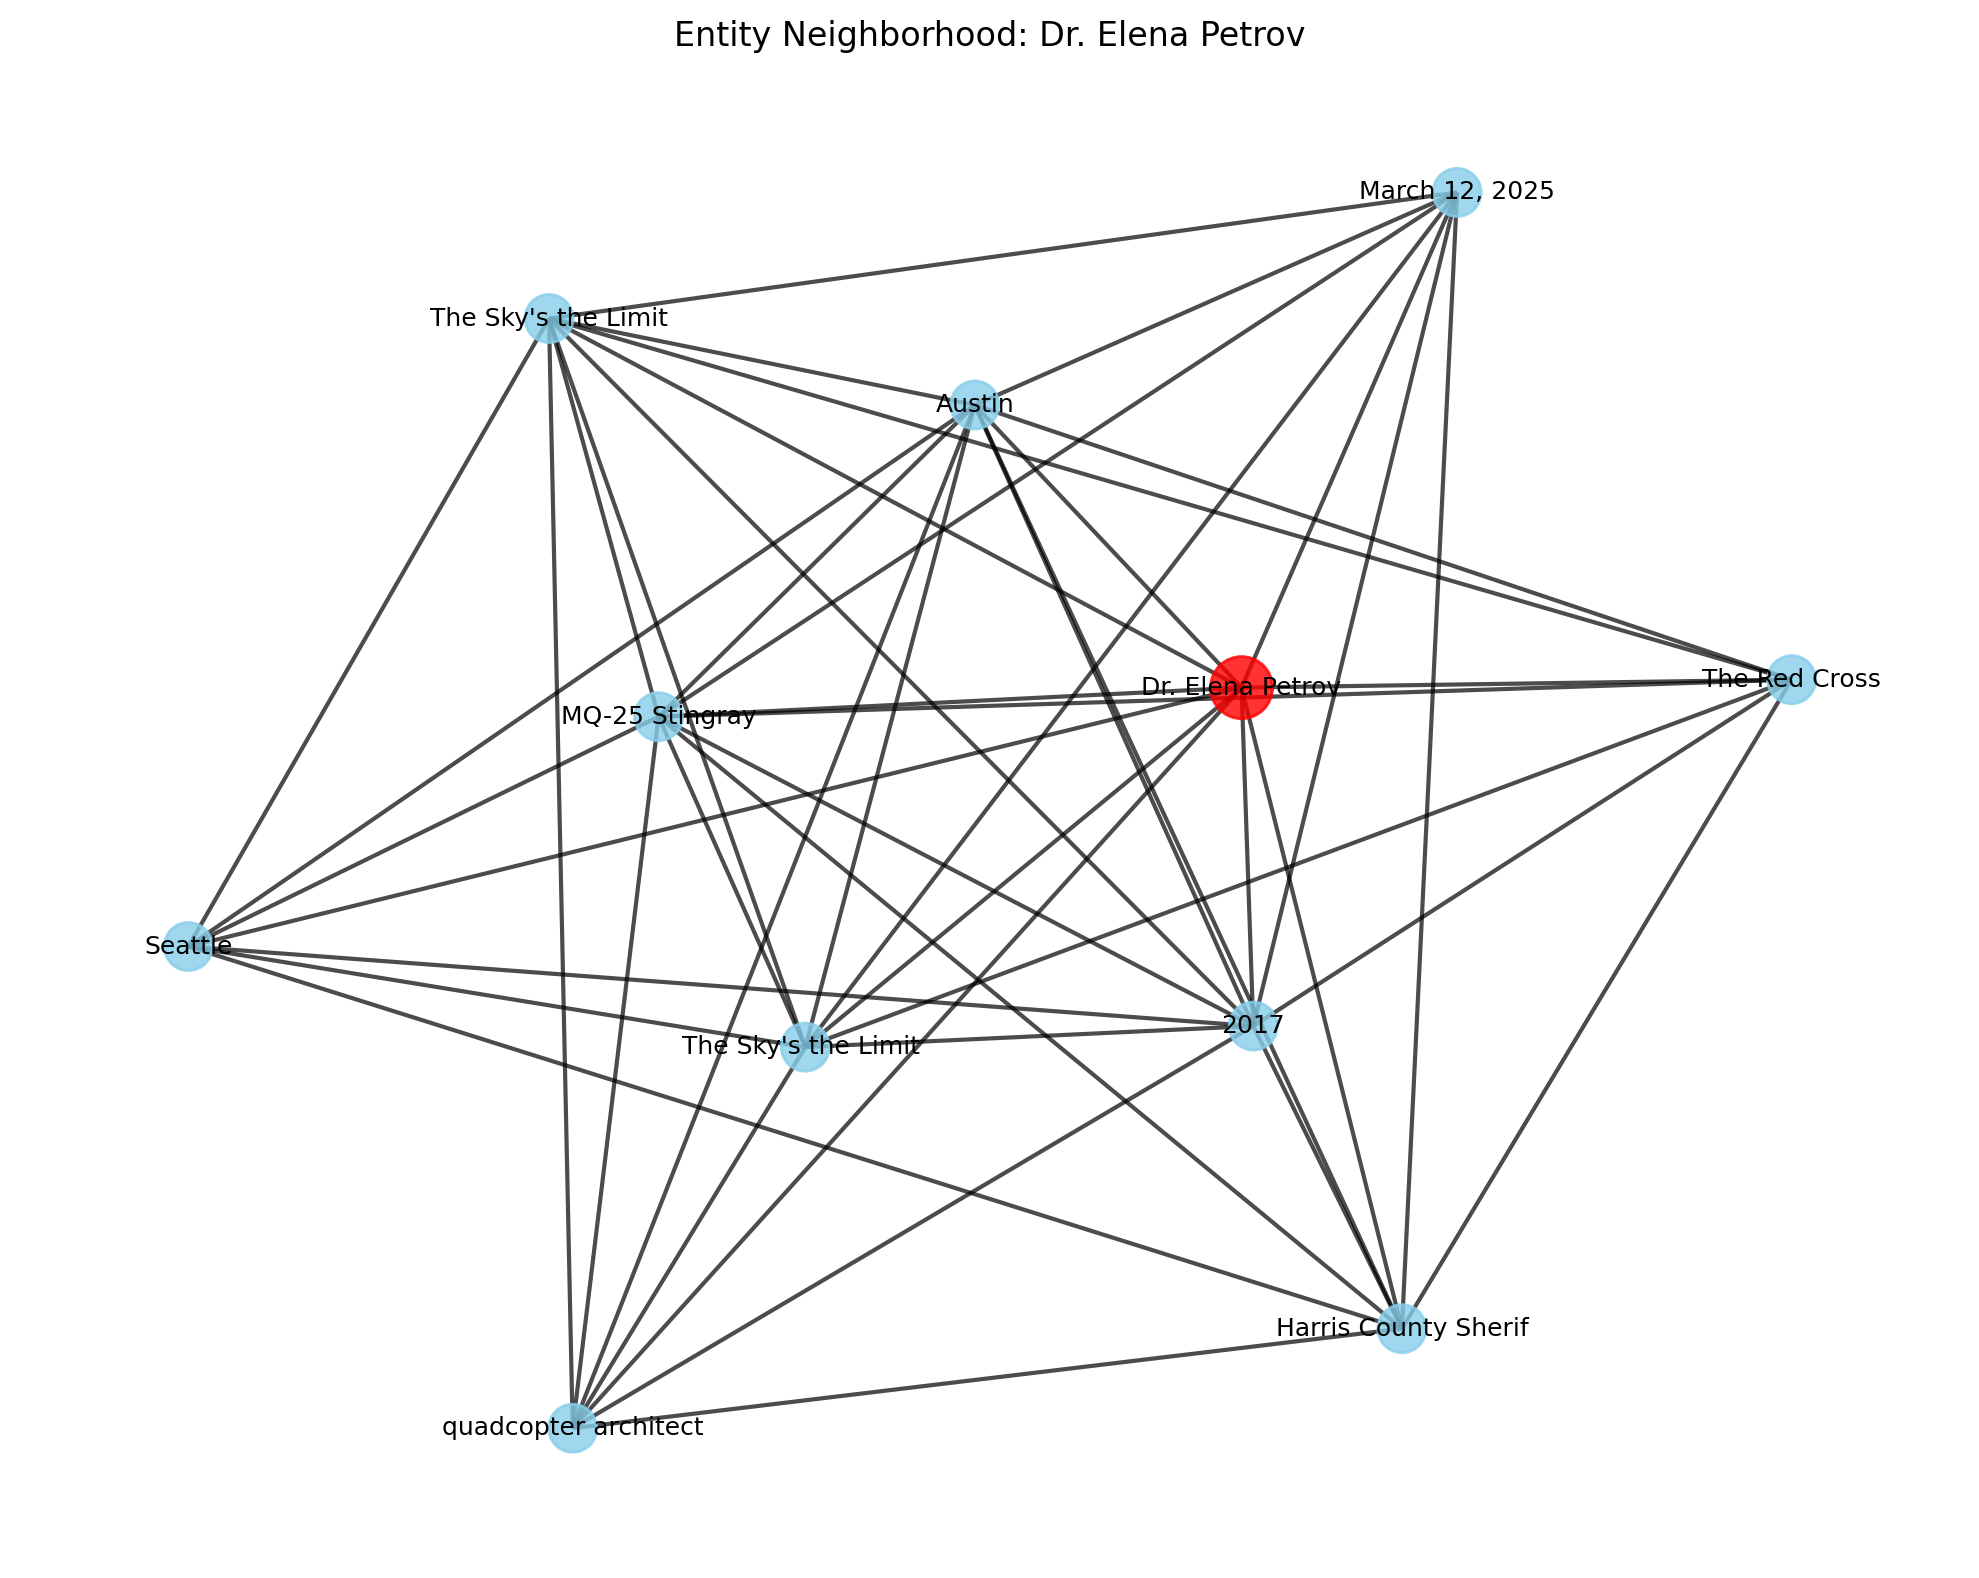 Entity Neighborhood: Dr. Elena Petrov
March 12, 2025
The Sky's the Limit
Austin
The Red Cross
Dr. Elena Petrov
MQ-25 Stingray
Seattle
2017
The Sky's the Limit
Harris County Sherif
quadcopter architect